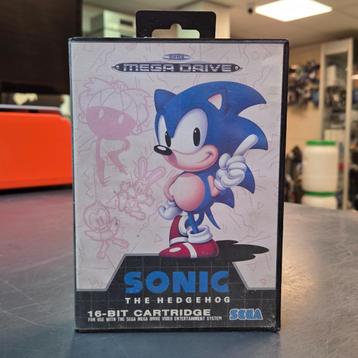 SEGA
MEGA DRIVE
SONIC
THE HEDGEHOG
16-BIT CARTRIDGE
FOR USE WITH THE SEGA MEGA DRIVE VIDEO ENTERTAINMENT SYSTEM
SEGA